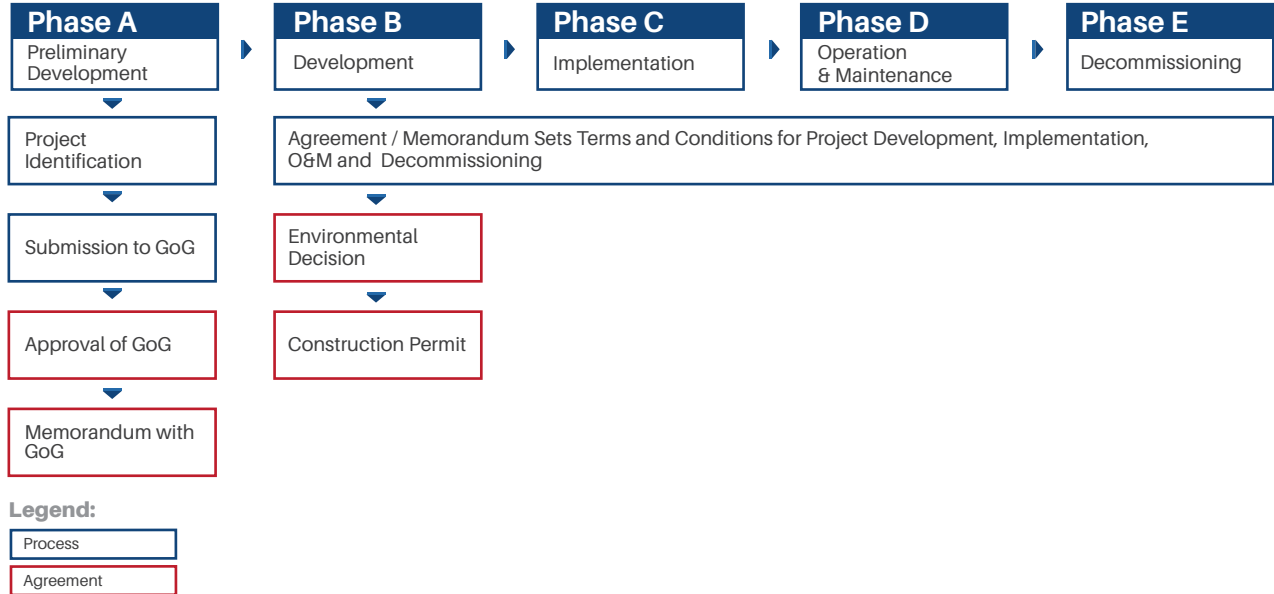 Phase A
Preliminary
Development
Phase B
Development
Phase C
Implementation
Phase D
Operation
& Maintenance
Phase E
Decommissioning
Project
Identification
Agreement / Memorandum Sets Terms and Conditions for Project Development, Implementation,
O&M and Decommissioning
Submission to GoG
Environmental
Decision
Approval of GoG
Construction Permit
Memorandum with
GoG
Legend:
Process
Agreement